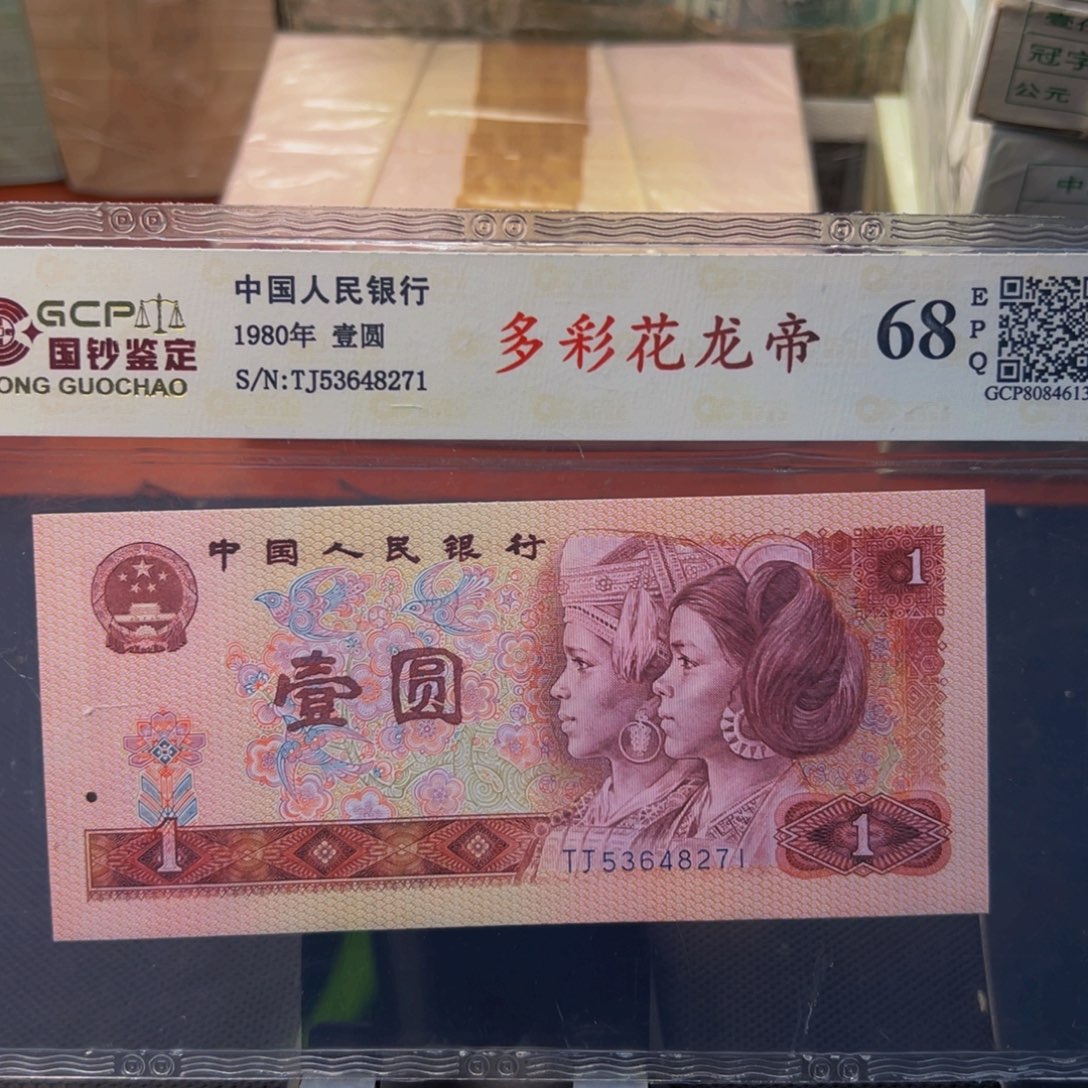 冠字
公元
中
GCP
国钞鉴定
ONG GUOCHAO
中国人民银行
1980年 壹圆
S/N:TJ53648271
多彩花龙帝
68
EPQ
GCP8084613
中国人民银行
1
壹圆
1
1
TJ53648271